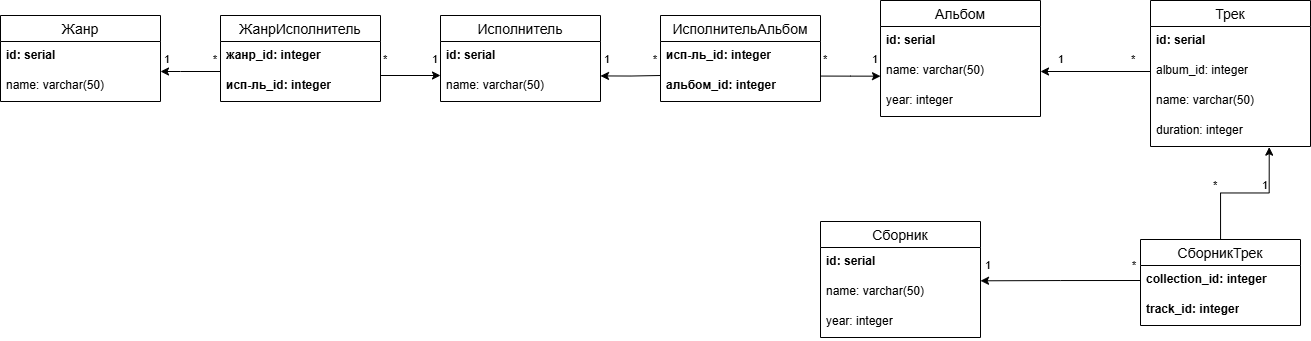 Жанр
id: serial
name: varchar(50)
1
*
ЖанрИсполнитель
жанр_id: integer
исп-ль_id: integer
*
1
Исполнитель
id: serial
name: varchar(50)
1
*
ИсполнительАльбом
исп-ль_id: integer
альбом_id: integer
*
1
Альбом
id: serial
name: varchar(50)
year: integer
1
*
Трек
id: serial
album_id: integer
name: varchar(50)
duration: integer
*
1
Сборник
id: serial
name: varchar(50)
year: integer
1
*
СборникТрек
collection_id: integer
track_id: integer